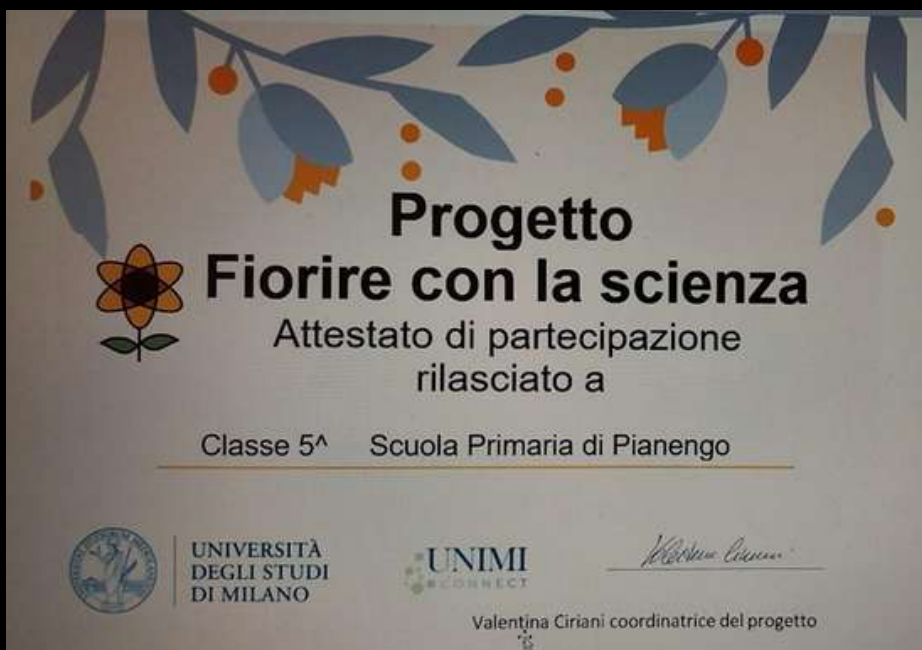 Progetto
Fiorire con la scienza
Attestato di partecipazione
rilasciato a
Classe 5^ Scuola Primaria di Pianengo
UNIVERSITÀ
DEGLI STUDI
DI MILANO
UNIMI
CONNECT
Valentina Ciriani coordinatrice del progetto